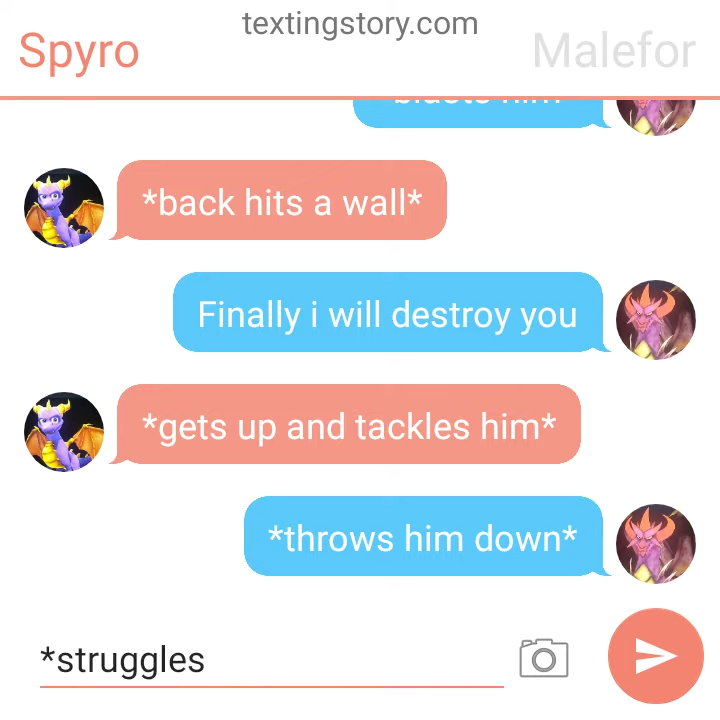 textingstory.com
Spyro
Malefor
*back hits a wall*
Finally i will destroy you
*gets up and tackles him*
*throws him down*
*struggles